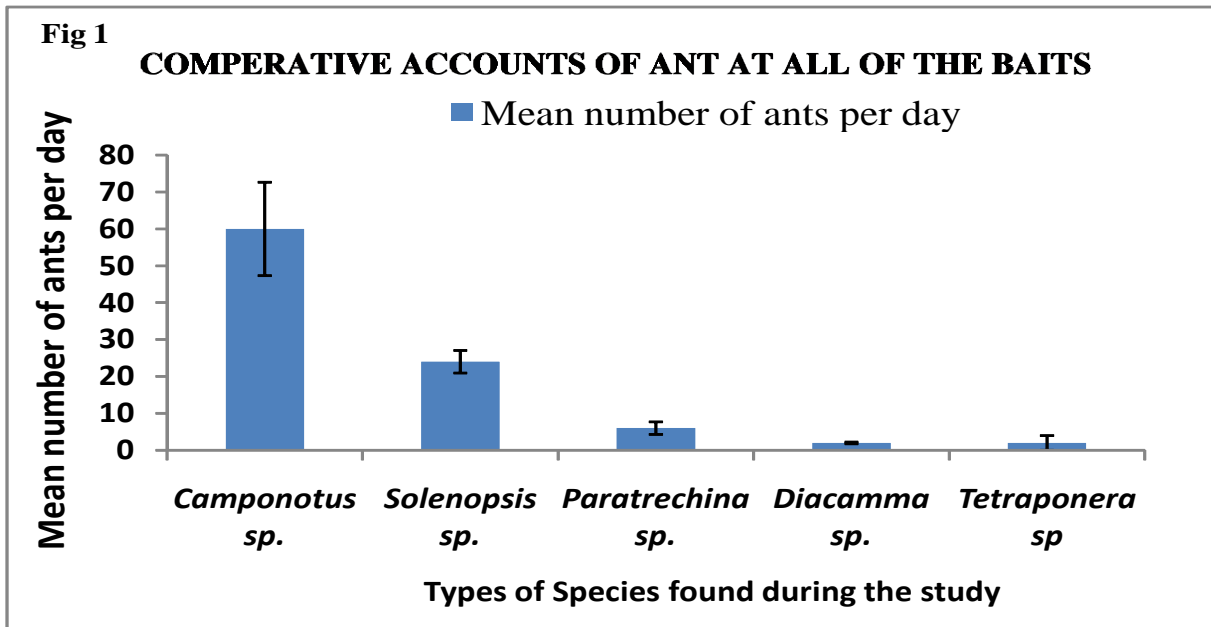 Fig 1
COMPERATIVE ACCOUNTS OF ANT AT ALL OF THE BAITS
Mean number of ants per day
Mean number of ants per day
80
70
60
50
40
30
20
10
0
Camponotus sp.
Solenopsis sp.
Paratrechina sp.
Diacamma sp.
Tetraponera sp
Types of Species found during the study